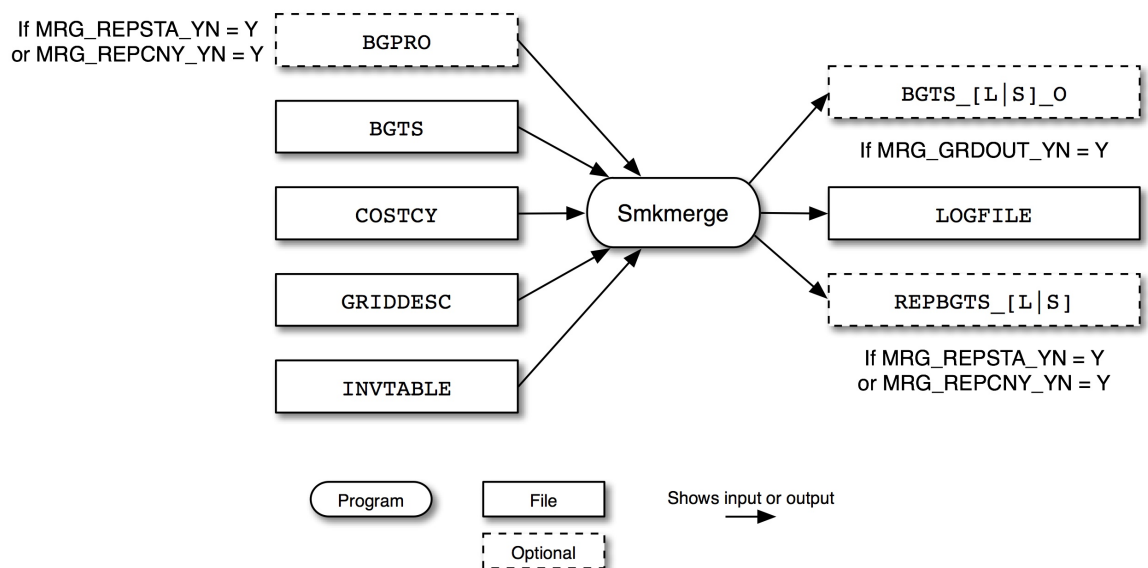 If MRG_REPSTA_YN = Y
or MRG_REPCNY_YN = Y
BGPRO
BGTS
COSTCY
GRIDDESC
INVTABLE
Smkmerge
BGTS_[L|S]_O
If MRG_GRDOUT_YN = Y
LOGFILE
REPBGTS_[L|S]
If MRG_REPSTA_YN = Y
or MRG_REPCNY_YN = Y
Program
File
Shows input or output
Optional